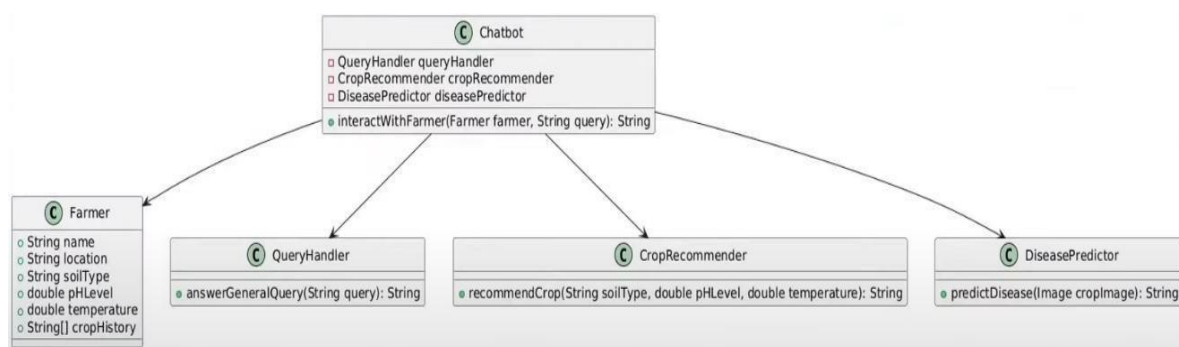 C Chatbot
QueryHandler queryHandler
CropRecommender cropRecommender
DiseasePredictor diseasePredictor
interactWithFarmer(Farmer farmer, String query): String
C Farmer
String name
String location
String soilType
double pHLevel
double temperature
String[] cropHistory
C QueryHandler
answerGeneralQuery(String query): String
C CropRecommender
recommendCrop(String soilType, double pHLevel, double temperature): String
C DiseasePredictor
predictDisease(Image cropImage): String